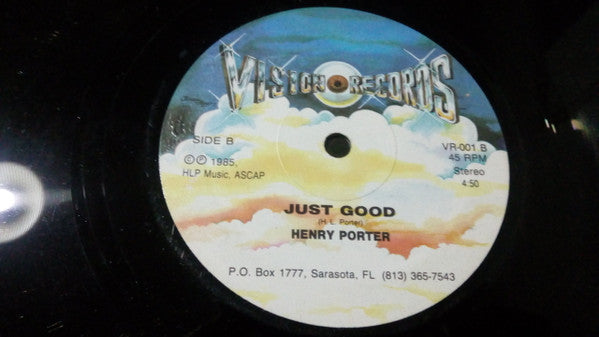 VISION RECORDS
SIDE B
© ℗ 1985,
HLP Music, ASCAP
VR-001 B
45 RPM
Stereo
4:50
JUST GOOD
(H. L. Porter)
HENRY PORTER
P.O. Box 1777, Sarasota, FL (813) 365-7543